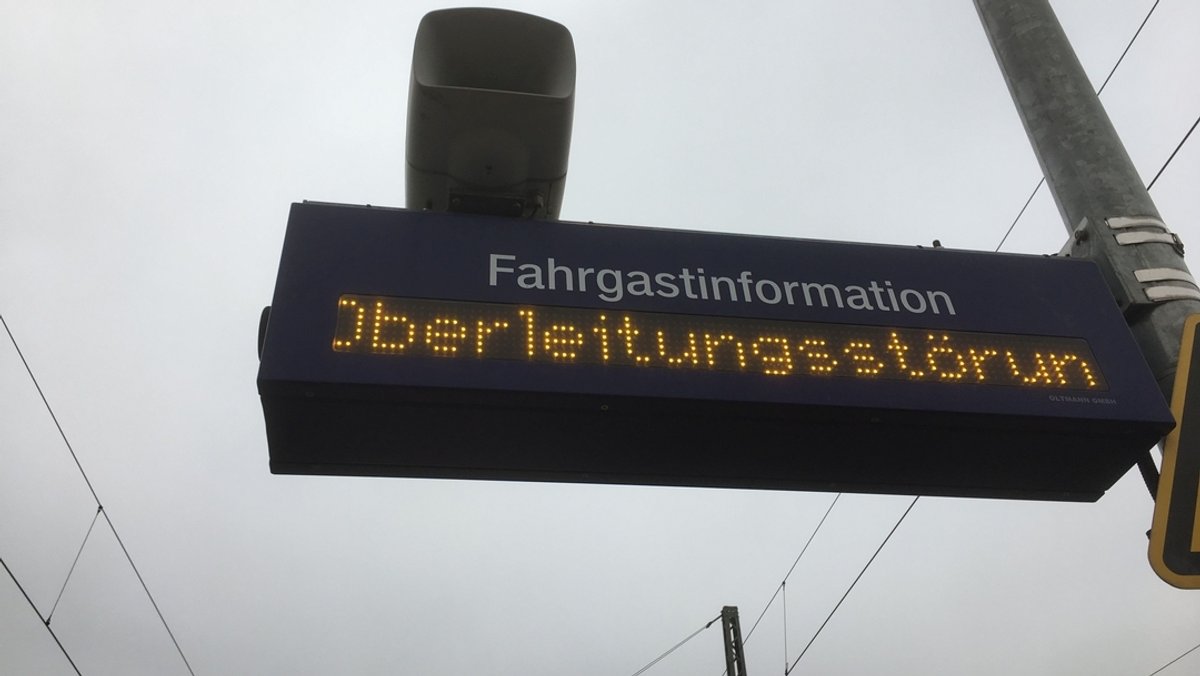 Fahrgastinformation
Oberleitungsstörun
OLTMANN GMBH